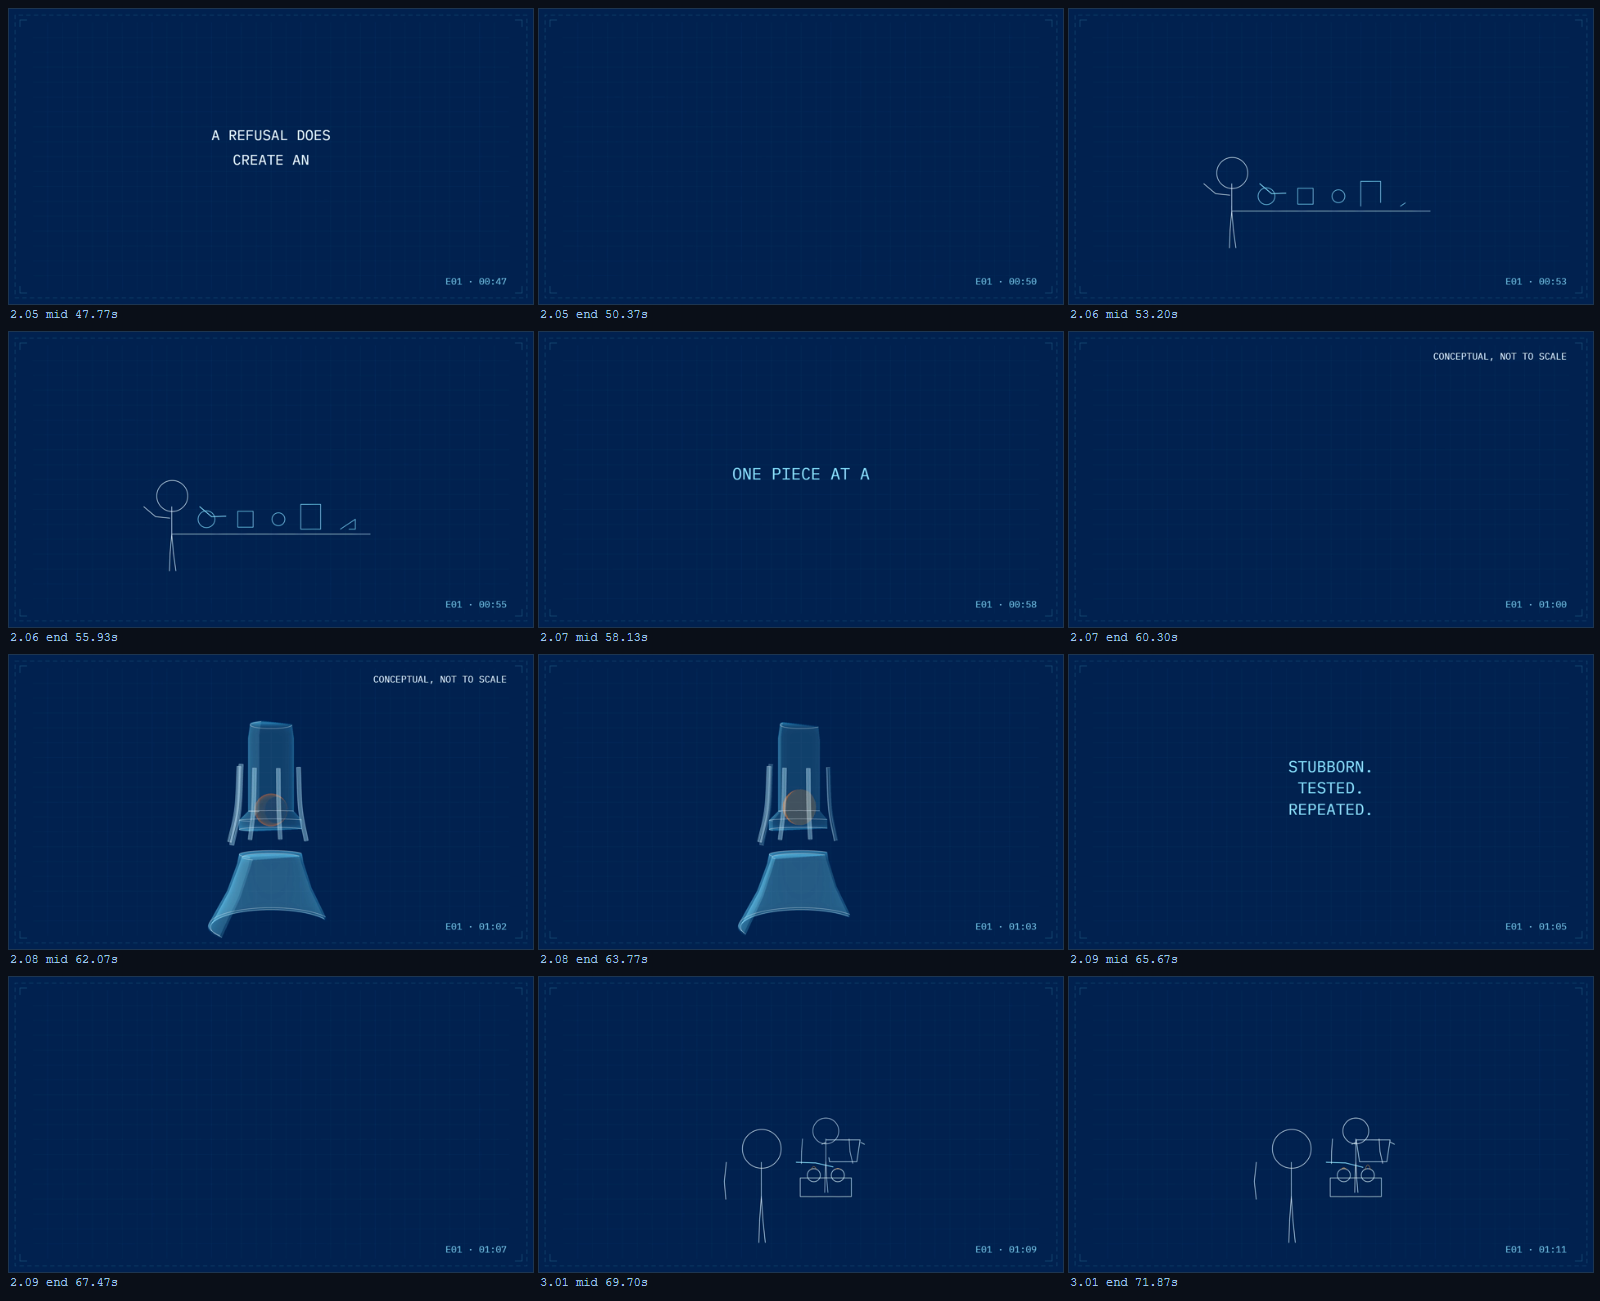 A REFUSAL DOES
CREATE AN
E01 · 00:47
2.05 mid 47.77s
E01 · 00:50
2.05 end 50.37s
E01 · 00:53
2.06 mid 53.20s
E01 · 00:55
2.06 end 55.93s
ONE PIECE AT A
E01 · 00:58
2.07 mid 58.13s
CONCEPTUAL, NOT TO SCALE
E01 · 01:00
2.07 end 60.30s
CONCEPTUAL, NOT TO SCALE
E01 · 01:02
2.08 mid 62.07s
E01 · 01:03
2.08 end 63.77s
STUBBORN.
TESTED.
REPEATED.
E01 · 01:05
2.09 mid 65.67s
E01 · 01:07
2.09 end 67.47s
E01 · 01:09
3.01 mid 69.70s
E01 · 01:11
3.01 end 71.87s